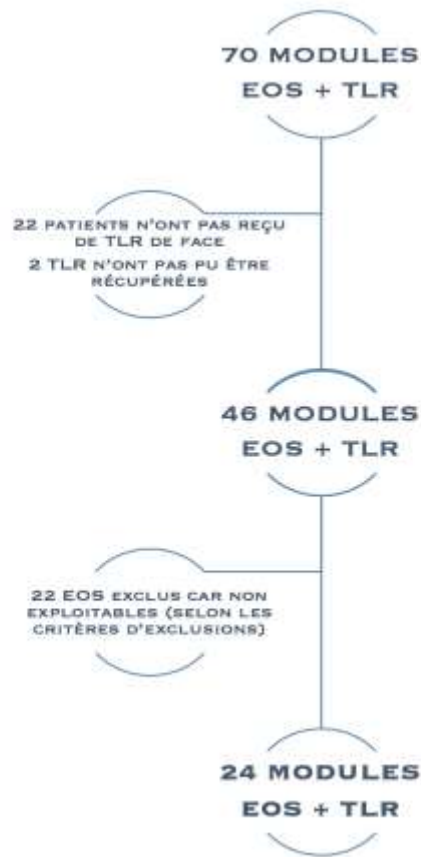 70 MODULES
EOS + TLR
22 PATIENTS N'ONT PAS REÇU
DE TLR DE FACE
2 TLR N'ONT PAS PU ÊTRE
RÉCUPÉRÉES
46 MODULES
EOS + TLR
22 EOS EXCLUS CAR NON
EXPLOITABLES (SELON LES
CRITÈRES D'EXCLUSIONS)
24 MODULES
EOS + TLR